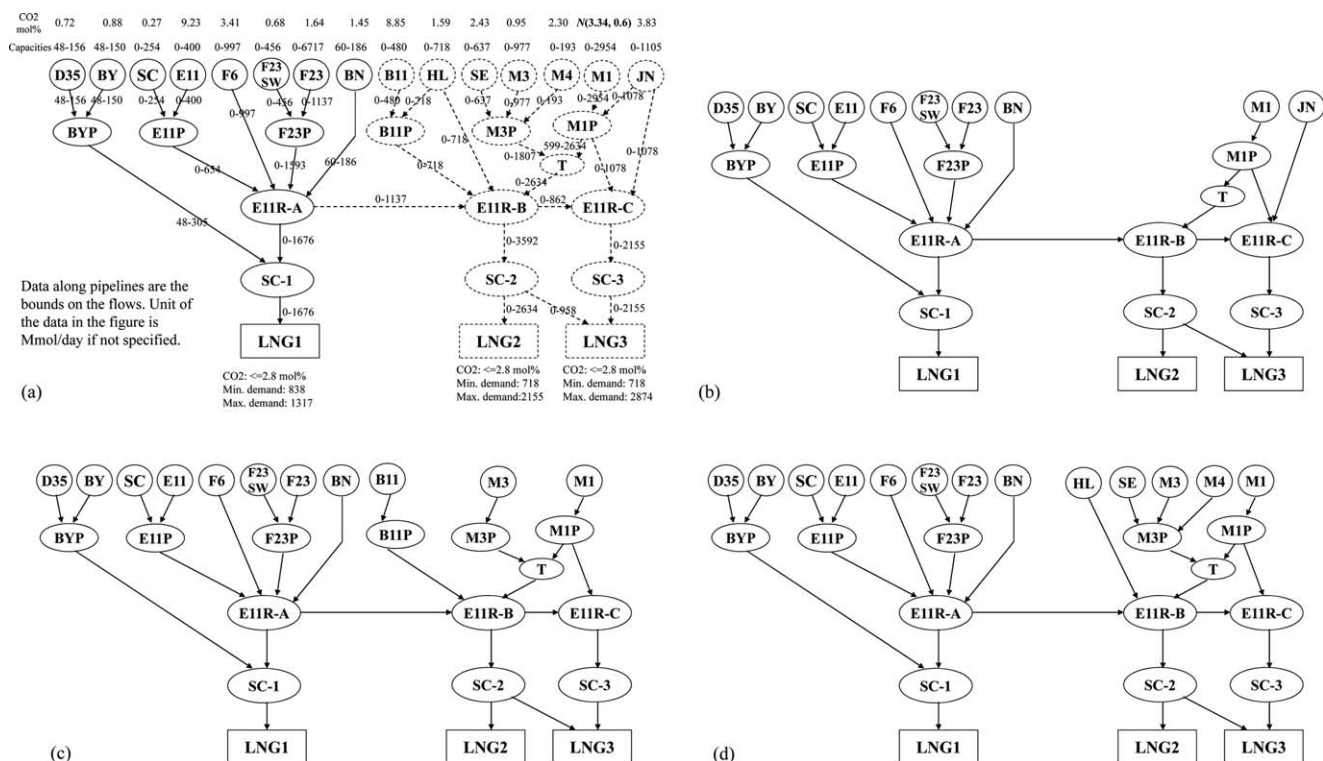 CO2 mol% 0.72 0.88 0.27 9.23 3.41 0.68 1.64 1.45 8.85 1.59 2.43 0.95 2.30 N(3.34, 0.6) 3.83
Capacities 48-156 48-150 0-254 0-400 0-997 0-456 0-6717 60-186 0-480 0-718 0-637 0-977 0-193 0-2954 0-1105
D35 BY SC E11 F6 F23 SW F23 BN B11 HL SE M3 M4 M1 JN
48-156 48-150 0-254 0-400 0-997 0-456 0-1137 0-480 0-718 0-637 0-977 0-193 0-2954 0-1078
BYP E11P F23P B11P M3P M1P
0-654 0-1593 60-186 0-718 0-1807 599-2634 0-1078
T
0-718 0-2634 0-1078
E11R-A 0-1137 E11R-B 0-862 E11R-C
48-305 0-1676 0-3592 0-2155
SC-1 SC-2 SC-3
0-1676 0-2634 0-958 0-2155
LNG1 LNG2 LNG3
Data along pipelines are the
bounds on the flows. Unit of
the data in the figure is
Mmol/day if not specified.
CO2: <=2.8 mol%
Min. demand: 838
Max. demand: 1317
CO2: <=2.8 mol%
Min. demand: 718
Max. demand:2155
CO2: <=2.8 mol%
Min. demand: 718
Max. demand: 2874
(a)
D35 BY SC E11 F6 F23 SW F23 BN M1 JN
BYP E11P F23P M1P
T
E11R-A E11R-B E11R-C
SC-1 SC-2 SC-3
LNG1 LNG2 LNG3
(b)
D35 BY SC E11 F6 F23 SW F23 BN B11 M3 M1
BYP E11P F23P B11P M3P M1P
T
E11R-A E11R-B E11R-C
SC-1 SC-2 SC-3
LNG1 LNG2 LNG3
(c)
D35 BY SC E11 F6 F23 SW F23 BN HL SE M3 M4 M1
BYP E11P F23P M3P M1P
T
E11R-A E11R-B E11R-C
SC-1 SC-2 SC-3
LNG1 LNG2 LNG3
(d)